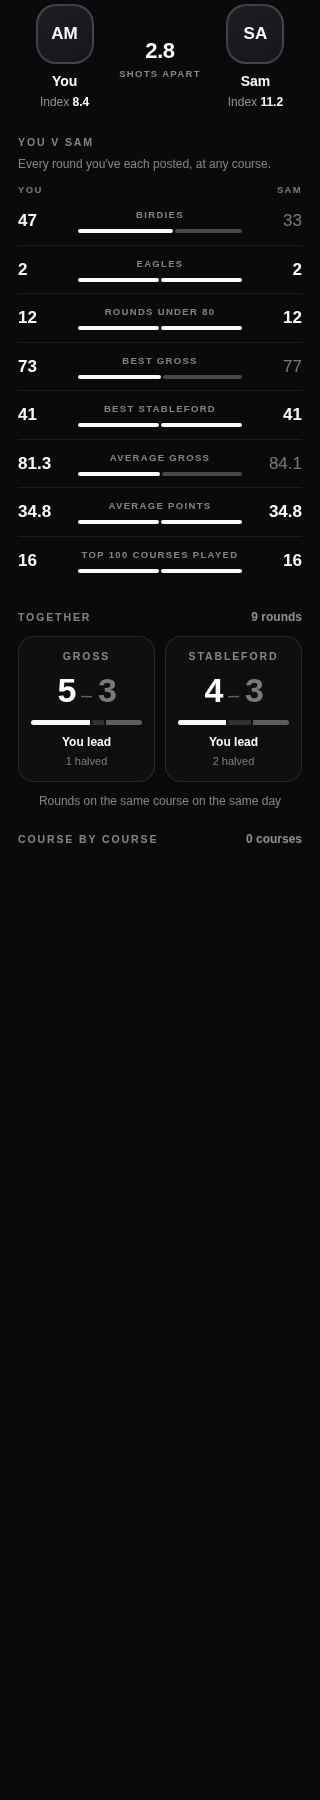 AM
SA
2.8
SHOTS APART
You
Sam
Index 8.4
Index 11.2
YOU V SAM
Every round you've each posted, at any course.
YOU SAM
47 BIRDIES 33
2 EAGLES 2
12 ROUNDS UNDER 80 12
73 BEST GROSS 77
41 BEST STABLEFORD 41
81.3 AVERAGE GROSS 84.1
34.8 AVERAGE POINTS 34.8
16 TOP 100 COURSES PLAYED 16
TOGETHER 9 rounds
GROSS
5 – 3
You lead
1 halved
STABLEFORD
4 – 3
You lead
2 halved
Rounds on the same course on the same day
COURSE BY COURSE 0 courses